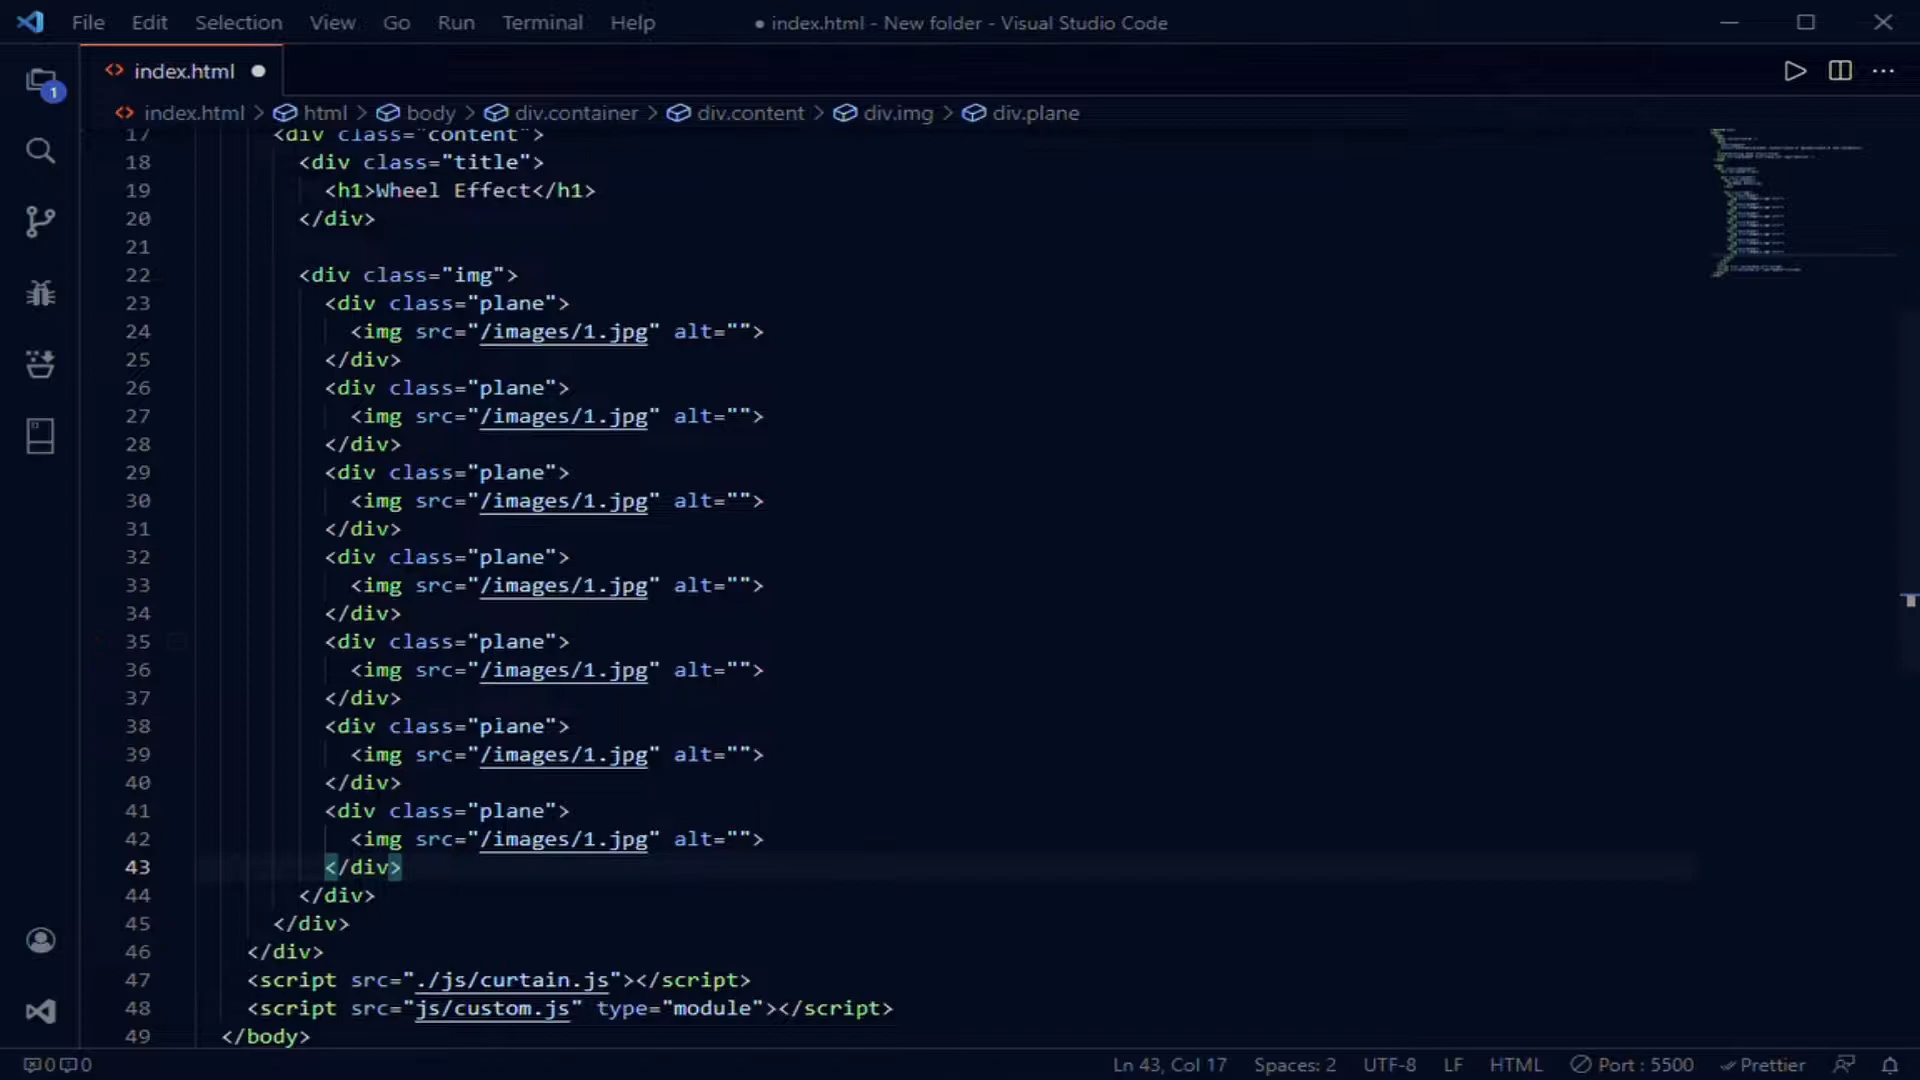 File Edit Selection View Go Run Terminal Help ● index.html - New folder - Visual Studio Code
index.html
1
index.html > html > body > div.container > div.content > div.img > div.plane
17 <div class="content">
18 <div class="title">
19 <h1>Wheel Effect</h1>
20 </div>
21
22 <div class="img">
23 <div class="plane">
24 <img src="/images/1.jpg" alt="">
25 </div>
26 <div class="plane">
27 <img src="/images/1.jpg" alt="">
28 </div>
29 <div class="plane">
30 <img src="/images/1.jpg" alt="">
31 </div>
32 <div class="plane">
33 <img src="/images/1.jpg" alt="">
34 </div>
35 <div class="plane">
36 <img src="/images/1.jpg" alt="">
37 </div>
38 <div class="plane">
39 <img src="/images/1.jpg" alt="">
40 </div>
41 <div class="plane">
42 <img src="/images/1.jpg" alt="">
43 </div>
44 </div>
45 </div>
46 </div>
47 <script src="./js/curtain.js"></script>
48 <script src="js/custom.js" type="module"></script>
49 </body>
0 0 Ln 43, Col 17 Spaces: 2 UTF-8 LF HTML Port : 5500 Prettier